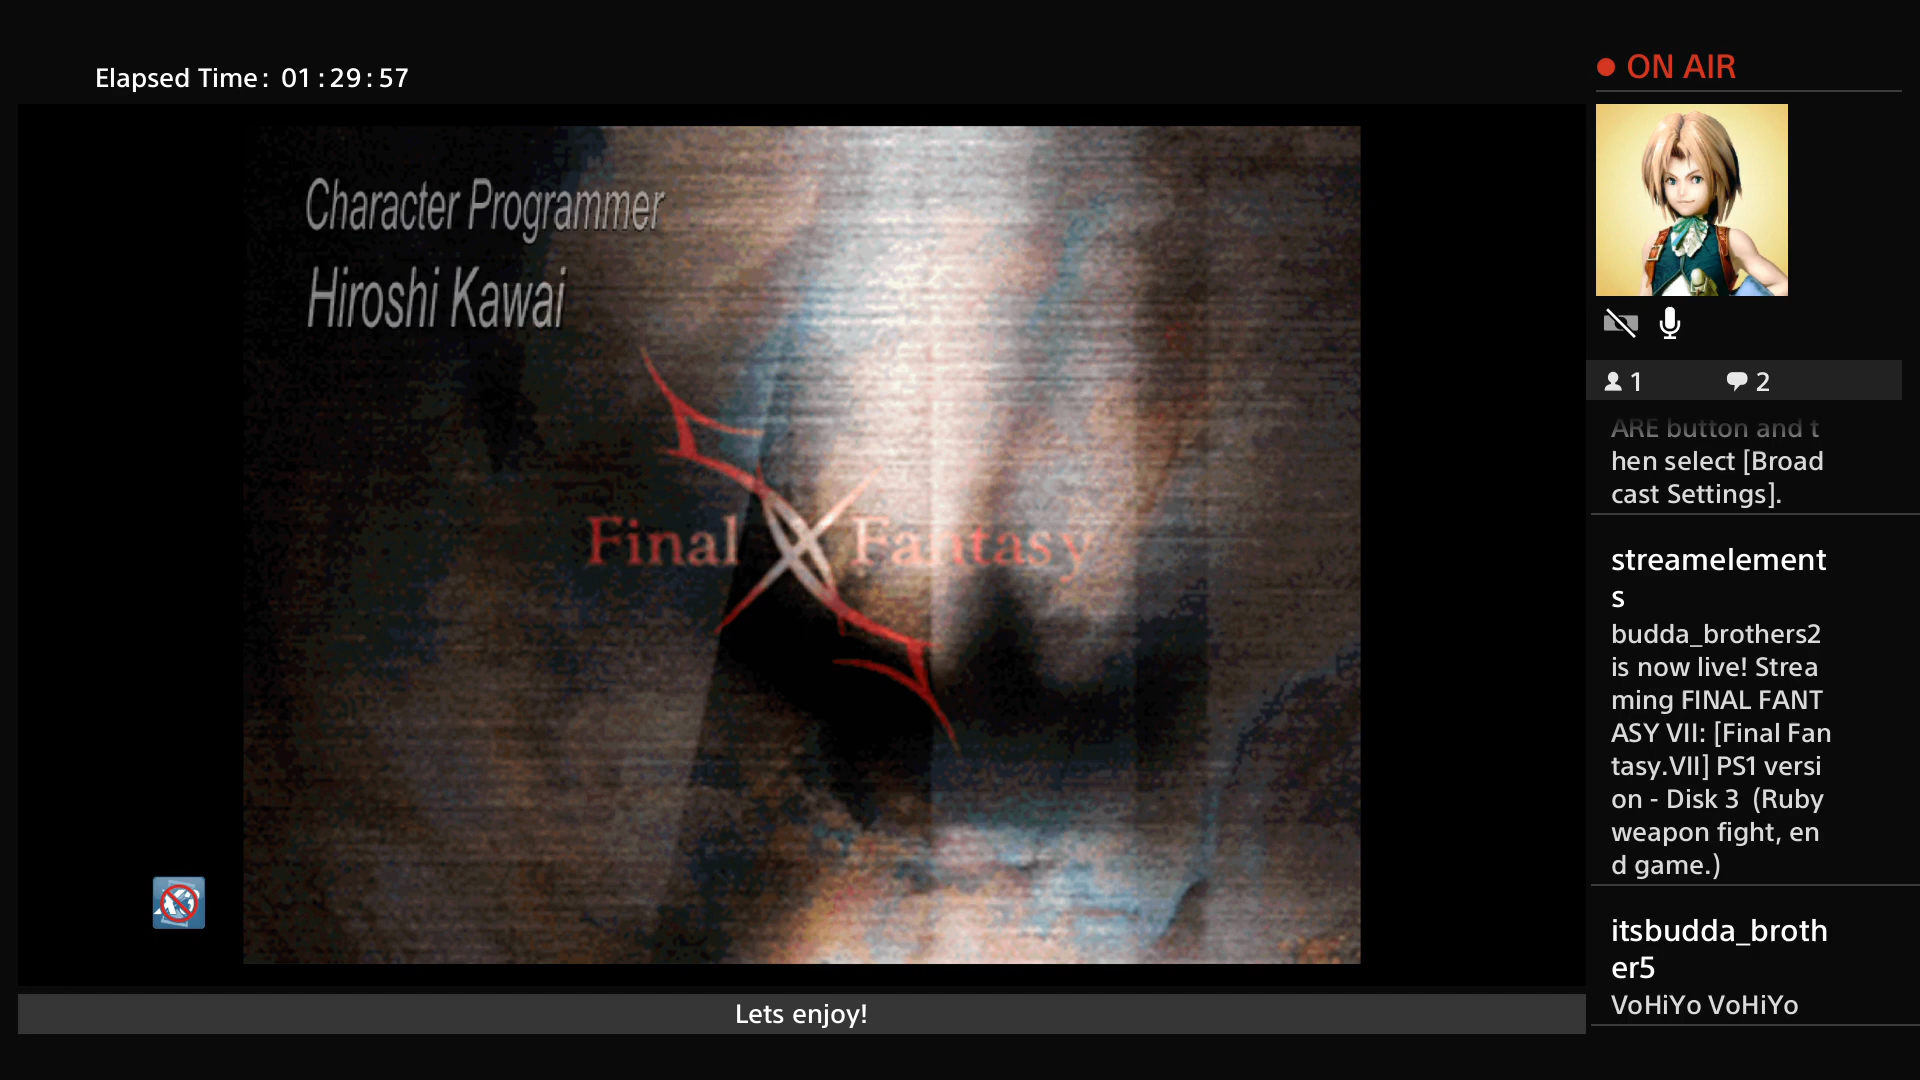 Elapsed Time: 01:29:57
ON AIR
Character Programmer
Hiroshi Kawai
Final Fantasy
1
2
ARE button and t
hen select [Broad
cast Settings].
streamelement
s
budda_brothers2
is now live! Strea
ming FINAL FANT
ASY VII: [Final Fan
tasy.VII] PS1 versi
on - Disk 3 (Ruby
weapon fight, en
d game.)
itsbudda_broth
er5
VoHiYo VoHiYo
Lets enjoy!